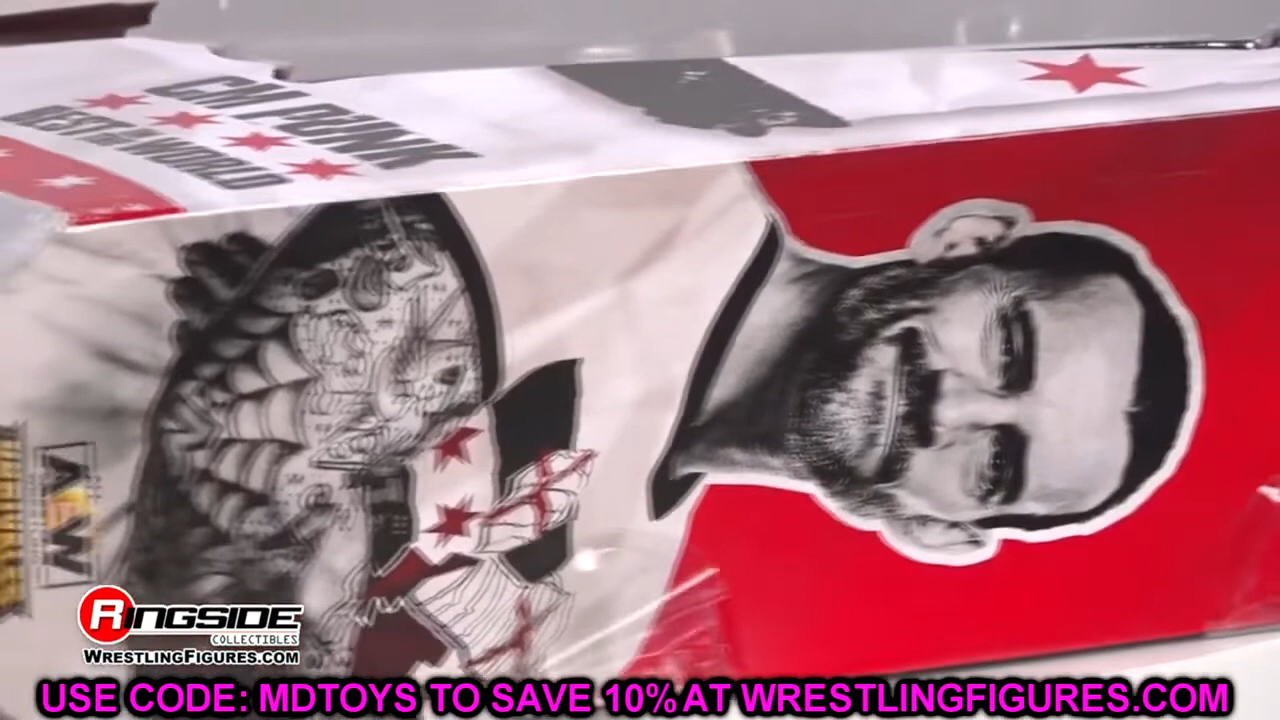 CM PUNK
BEST IN THE WORLD
AEW
RINGSIDE
COLLECTIBLES
WRESTLINGFIGURES.COM
USE CODE: MDTOYS TO SAVE 10% AT WRESTLINGFIGURES.COM